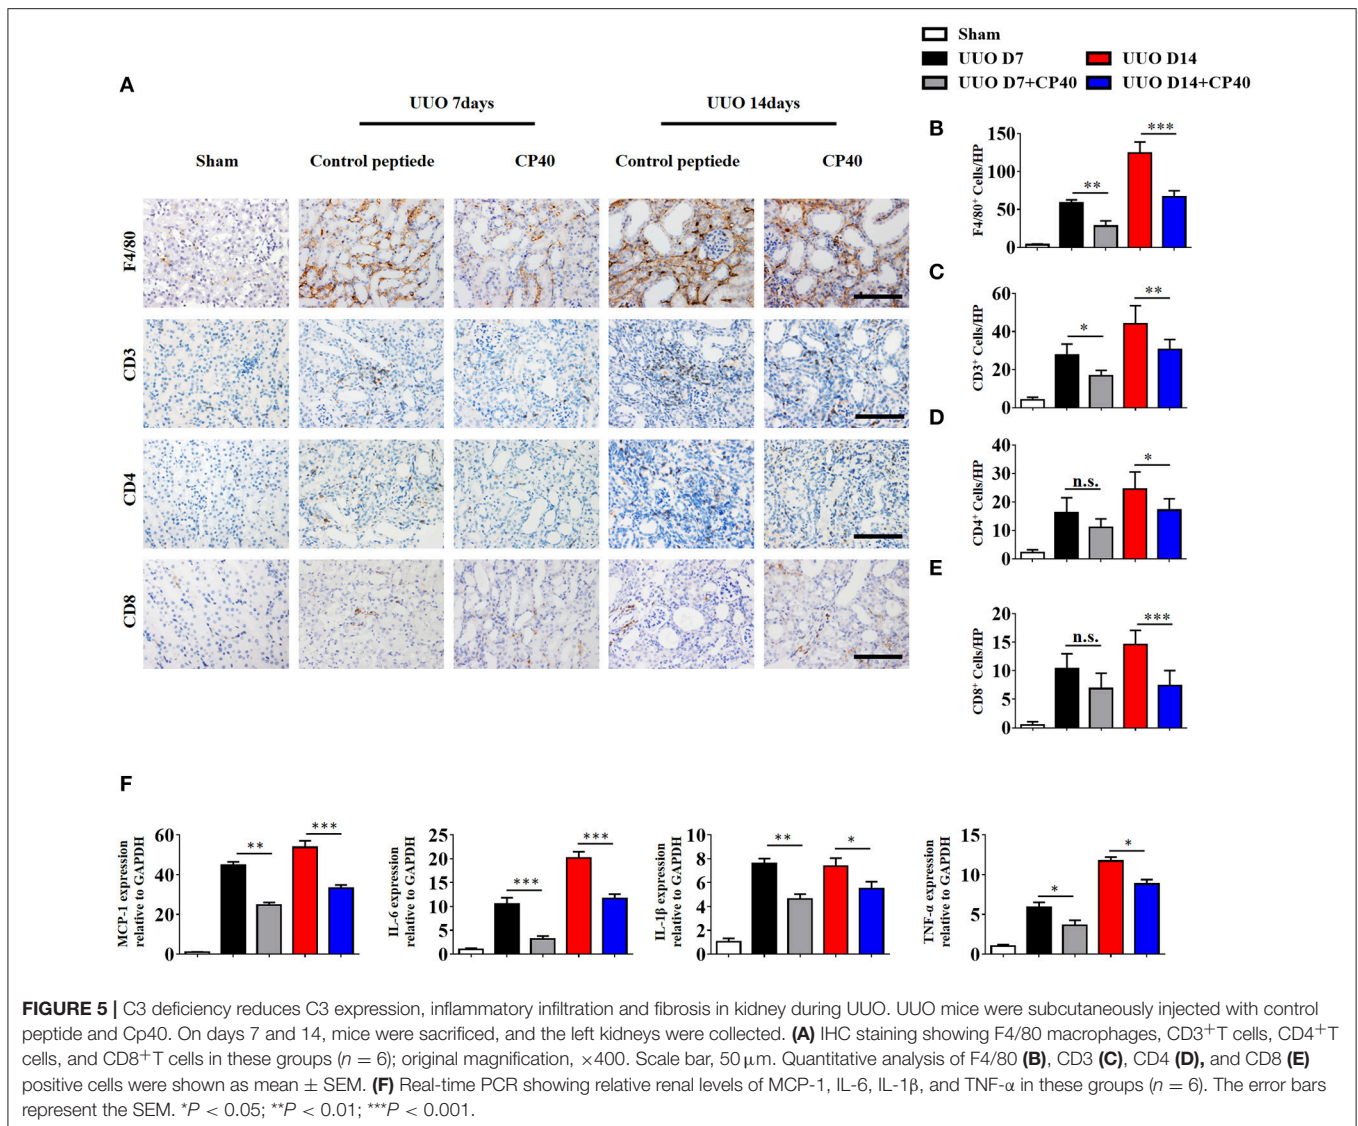 Sham
UUO D7
UUO D14
UUO D7+CP40
UUO D14+CP40
A
UUO 7days
UUO 14days
Sham
Control peptiede
CP40
Control peptiede
CP40
F4/80
CD3
CD4
CD8
B
F4/80+ Cells/HP
150
100
50
0
**
***
C
CD3+ Cells/HP
60
40
20
0
*
**
D
CD4+ Cells/HP
40
30
20
10
0
n.s.
*
E
CD8+ Cells/HP
20
15
10
5
0
n.s.
***
F
MCP-1 expression
relative to GAPDH
60
40
20
0
**
***
IL-6 expression
relative to GAPDH
25
20
15
10
5
0
***
***
IL-1β expression
relative to GAPDH
10
8
6
4
2
0
**
*
TNF-α expression
relative to GAPDH
15
10
5
0
*
*
FIGURE 5 | C3 deficiency reduces C3 expression, inflammatory infiltration and fibrosis in kidney during UUO. UUO mice were subcutaneously injected with control
peptide and Cp40. On days 7 and 14, mice were sacrificed, and the left kidneys were collected. (A) IHC staining showing F4/80 macrophages, CD3+T cells, CD4+T
cells, and CD8+T cells in these groups (n = 6); original magnification, ×400. Scale bar, 50 μm. Quantitative analysis of F4/80 (B), CD3 (C), CD4 (D), and CD8 (E)
positive cells were shown as mean ± SEM. (F) Real-time PCR showing relative renal levels of MCP-1, IL-6, IL-1β, and TNF-α in these groups (n = 6). The error bars
represent the SEM. *P < 0.05; **P < 0.01; ***P < 0.001.